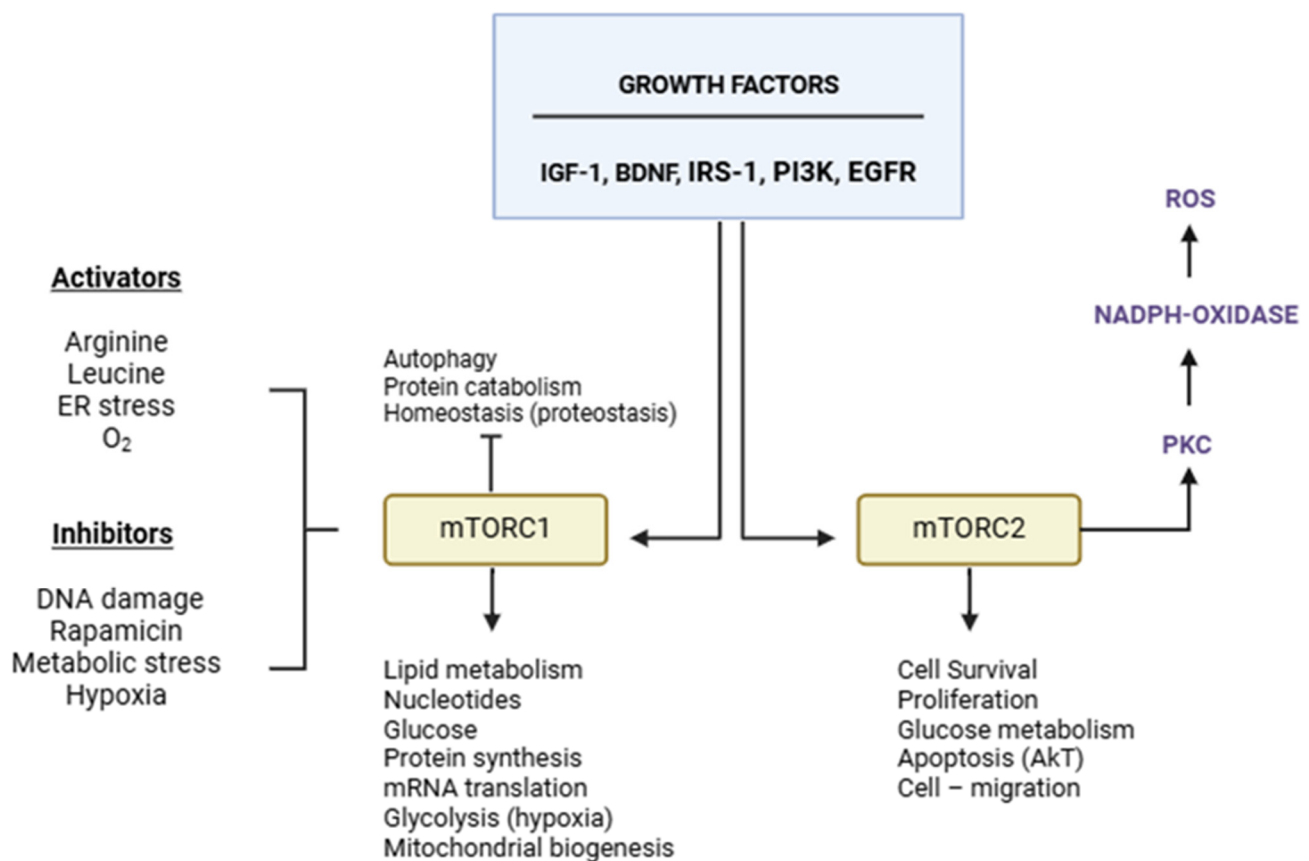 GROWTH FACTORS
IGF-1, BDNF, IRS-1, PI3K, EGFR
Activators
Arginine
Leucine
ER stress
O₂
Inhibitors
DNA damage
Rapamicin
Metabolic stress
Hypoxia
Autophagy
Protein catabolism
Homeostasis (proteostasis)
mTORC1
Lipid metabolism
Nucleotides
Glucose
Protein synthesis
mRNA translation
Glycolysis (hypoxia)
Mitochondrial biogenesis
mTORC2
Cell Survival
Proliferation
Glucose metabolism
Apoptosis (AkT)
Cell – migration
ROS
NADPH-OXIDASE
PKC